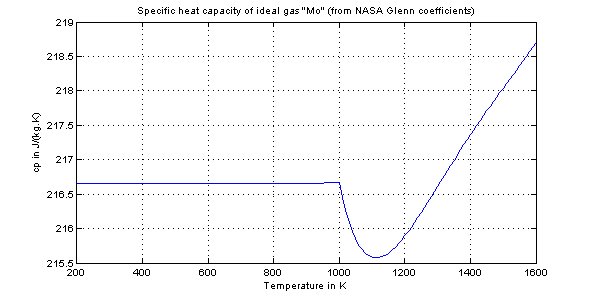 Specific heat capacity of ideal gas "Mo" (from NASA Glenn coefficients)
219
218.5
218
217.5
217
216.5
216
215.5
cp in J/(kg.K)
200 400 600 800 1000 1200 1400 1600
Temperature in K